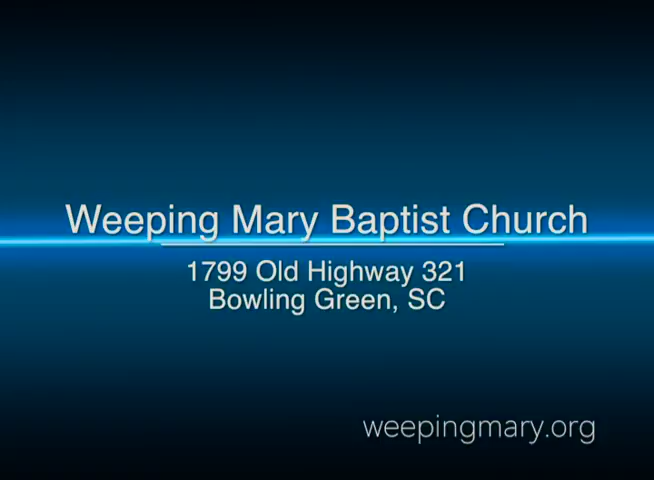 Weeping Mary Baptist Church
1799 Old Highway 321
Bowling Green, SC
weepingmary.org